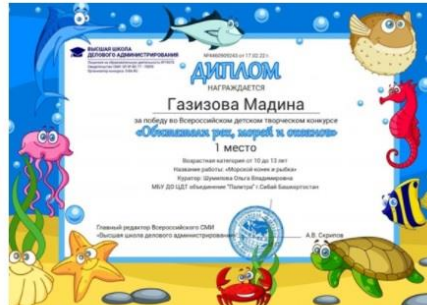 ВЫСШАЯ ШКОЛА
ДЕЛОВОГО АДМИНИСТРИРОВАНИЯ
ДИПЛОМ
НАГРАЖДАЕТСЯ
Газизова Мадина
за победу во Всероссийском детском творческом конкурсе
«Обитатели рек, морей и океанов»
1 место
Возрастная категория от 10 до 13 лет
Название работы: «Морской конек и рыбка»
Куратор: Шумилова Ольга Владимировна
МБУ ДО ЦДТ объединение "Палитра" г.Сибай Башкортостан
Главный редактор Всероссийского СМИ
«Высшая школа делового администрирования»
А.В. Скрипов